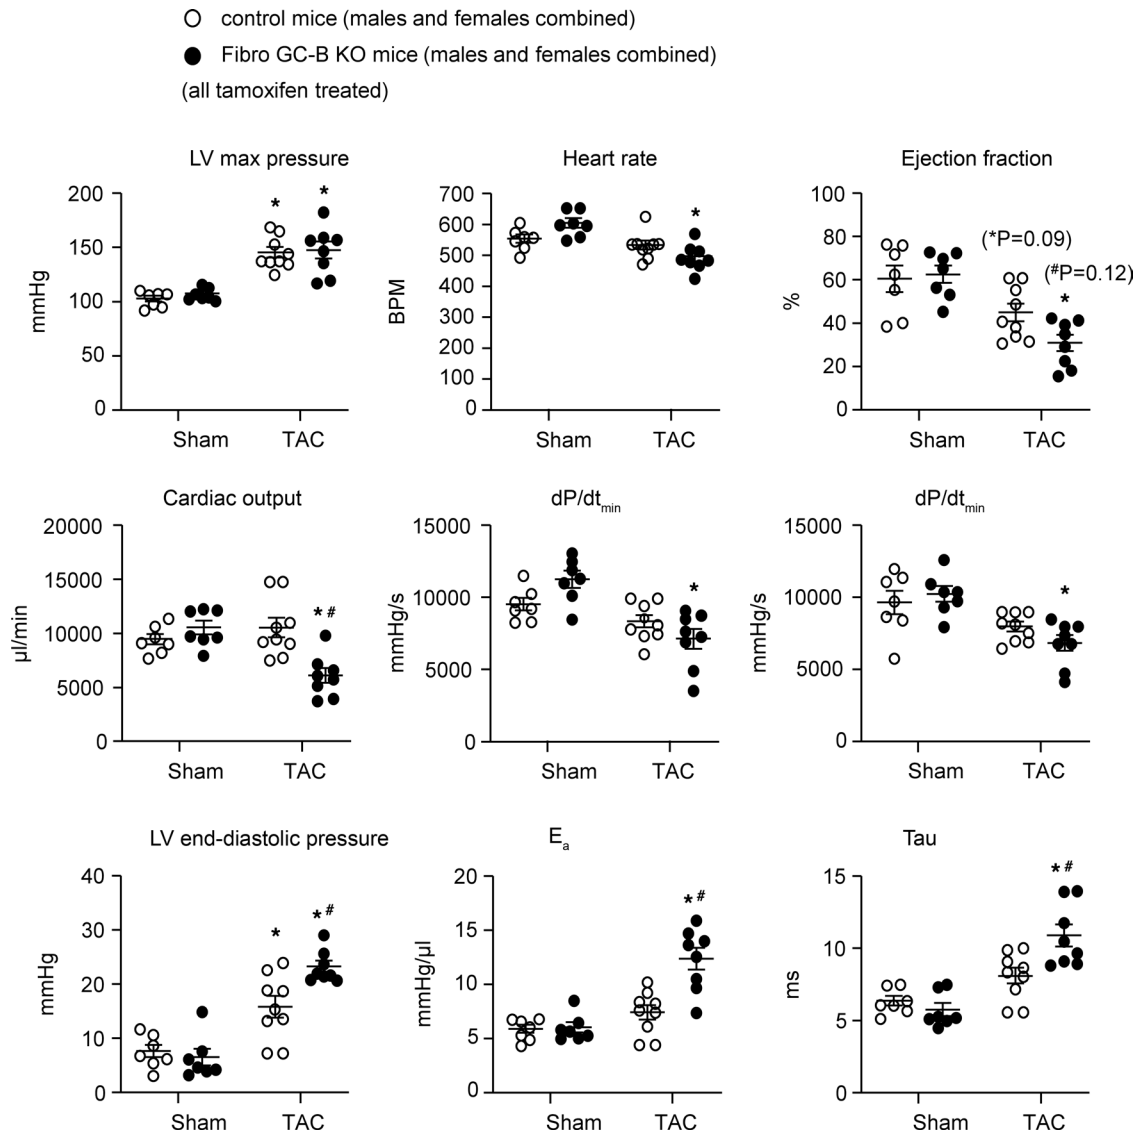 control mice (males and females combined)
Fibro GC-B KO mice (males and females combined)
(all tamoxifen treated)
LV max pressure
mmHg
200
150
100
50
0
*
*
Sham
TAC
Heart rate
BPM
700
600
500
400
300
200
100
0
*
Sham
TAC
Ejection fraction
%
100
80
60
40
20
0
(*P=0.09)
(#P=0.12)
*
Sham
TAC
Cardiac output
µl/min
20000
15000
10000
5000
0
* #
Sham
TAC
dP/dtmin
mmHg/s
15000
10000
5000
0
*
Sham
TAC
dP/dtmin
mmHg/s
15000
10000
5000
0
*
Sham
TAC
LV end-diastolic pressure
mmHg
40
30
20
10
0
*
* #
Sham
TAC
Ea
mmHg/µl
20
15
10
5
0
* #
Sham
TAC
Tau
ms
15
10
5
0
* #
Sham
TAC